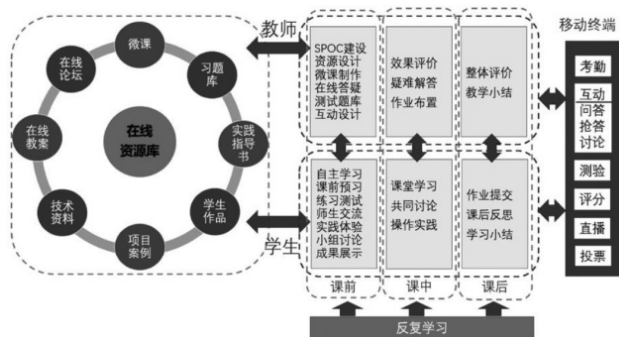 微课
习题
库
实践
指导
书
学生
作品
项目
案例
技术
资料
在线
教案
在线
论坛
在线
资源库
教师
学生
SPOC建设
资源设计
微课制作
在线答疑
测试题库
互动设计
效果评价
疑难解答
作业布置
整体评价
教学小结
自主学习
课前预习
练习测试
师生交流
实践体验
小组讨论
成果展示
课堂学习
共同讨论
操作实践
作业提交
课后反思
学习小结
课前
课中
课后
反复学习
移动终端
考勤
互动
问答
抢答
讨论
测验
评分
直播
投票